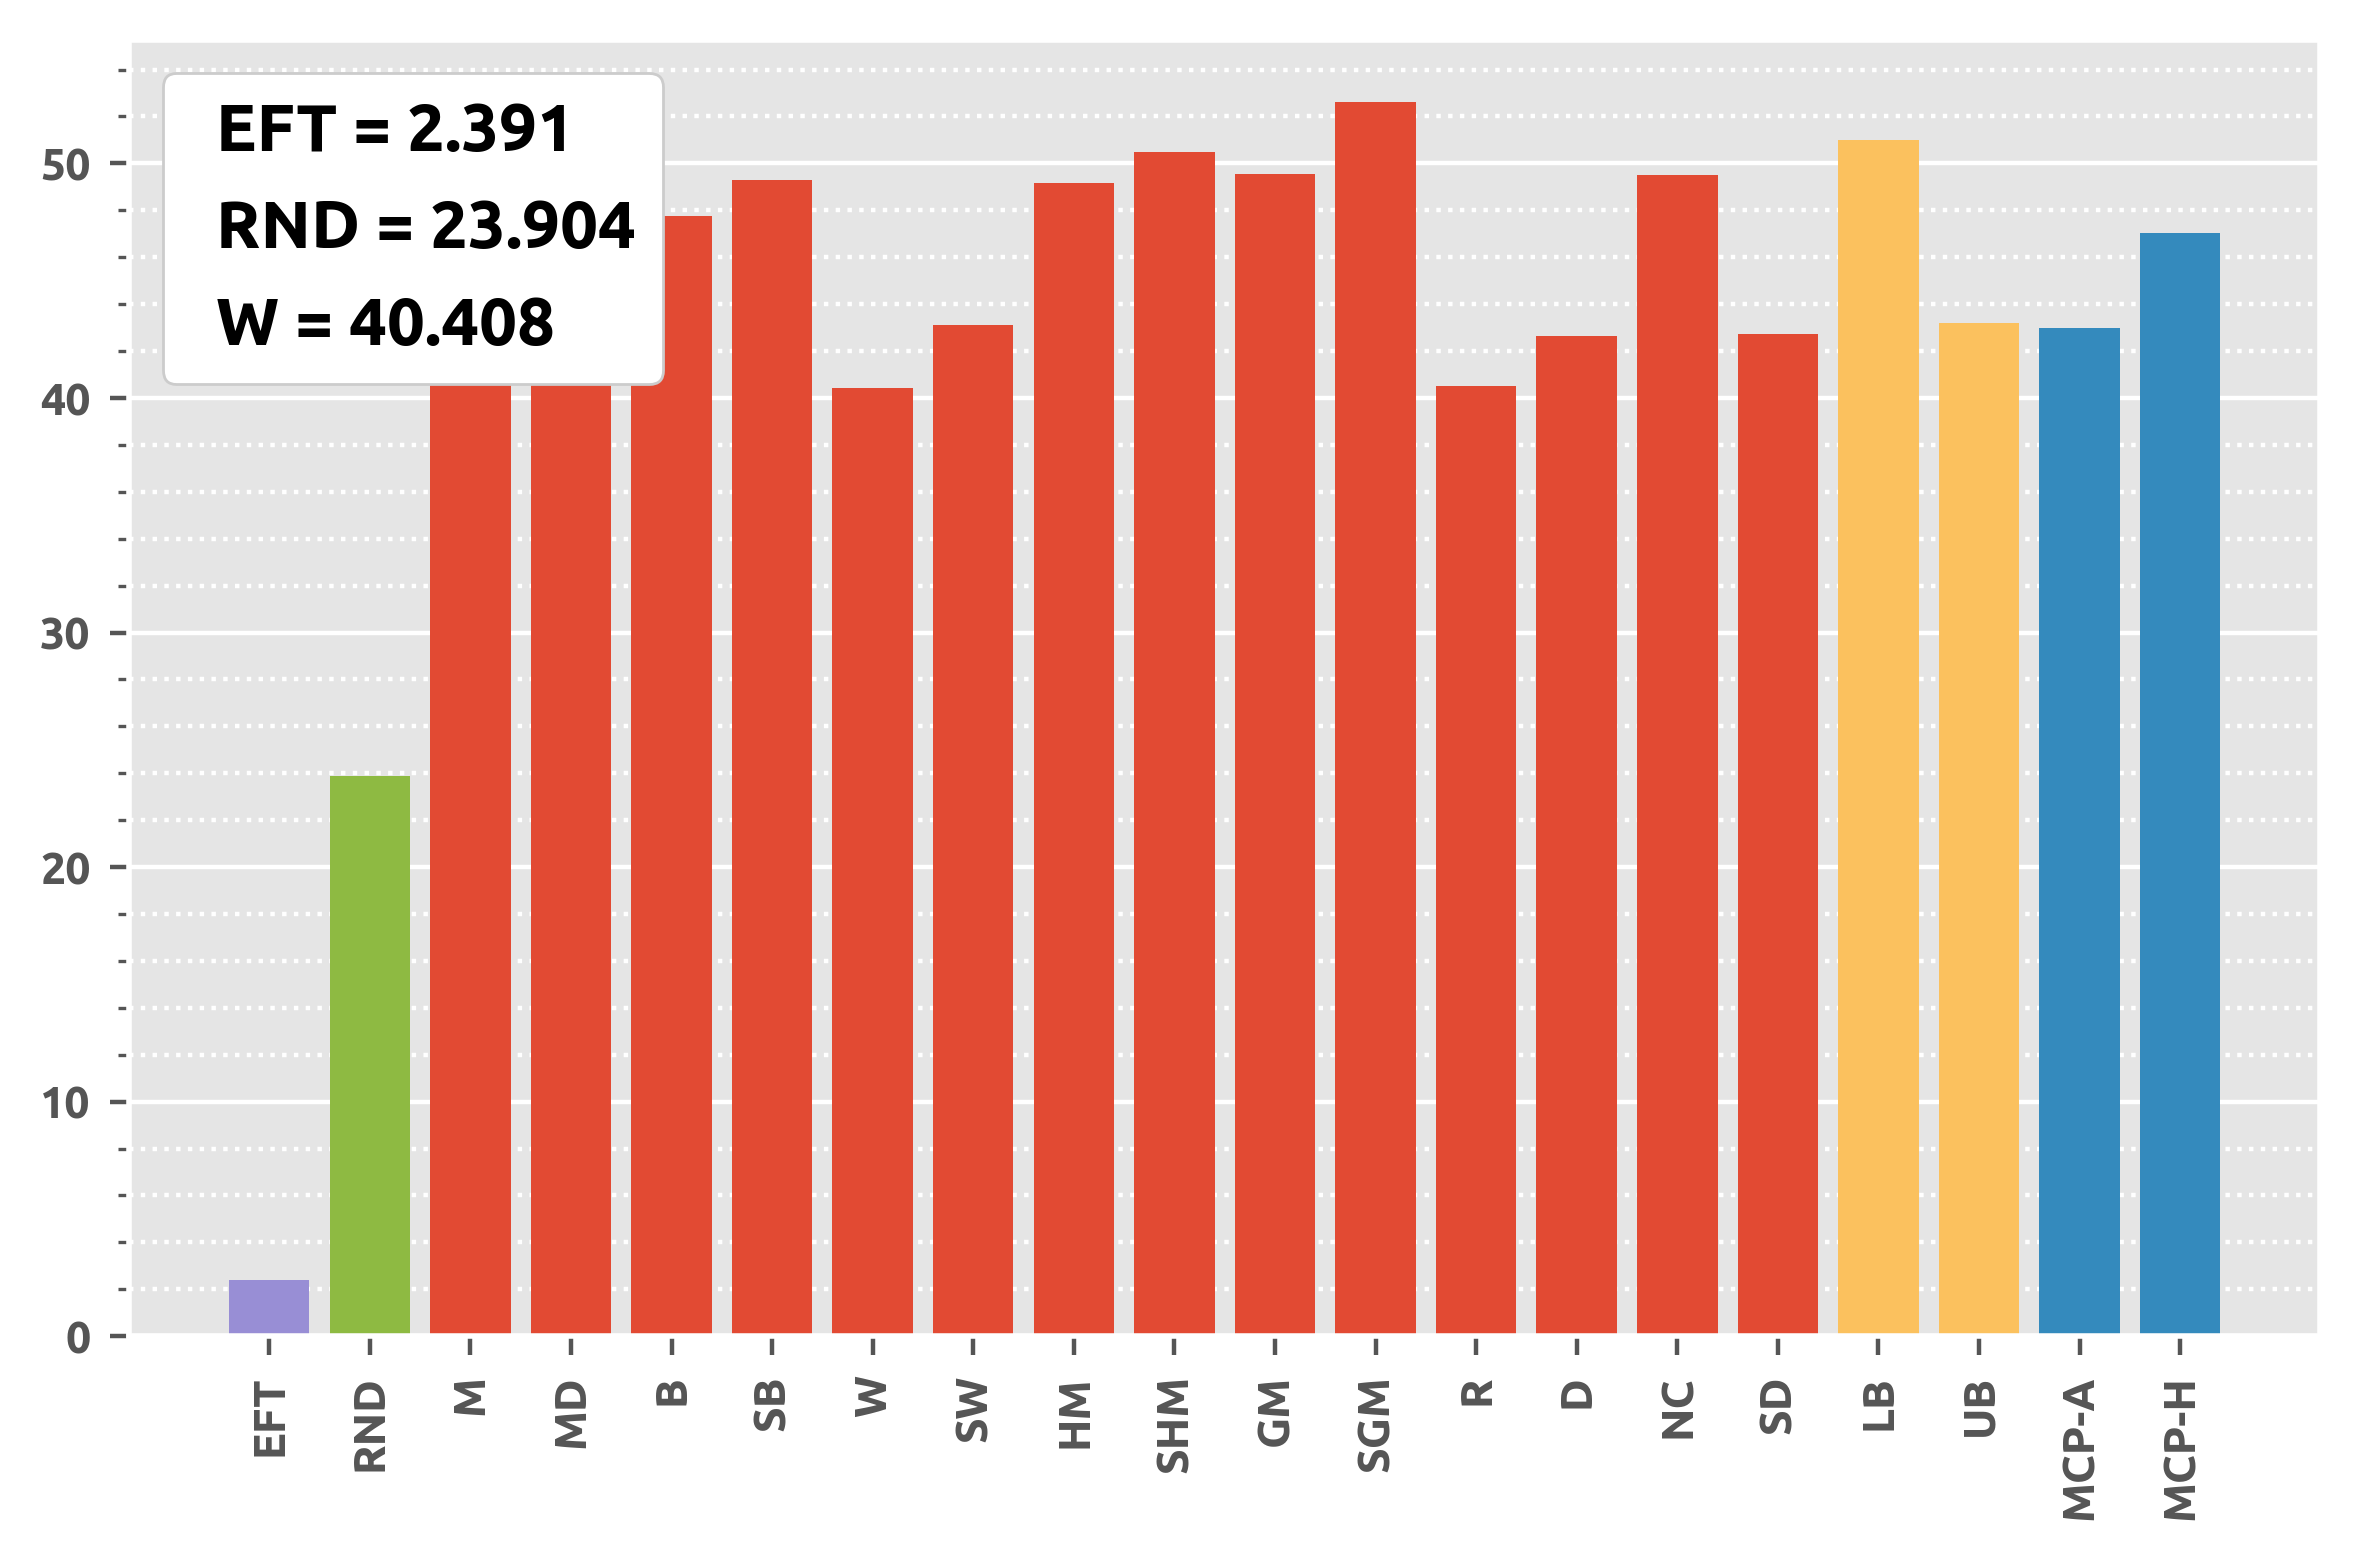 EFT = 2.391
RND = 23.904
W = 40.408
50
40
30
20
10
0
EFT
RND
M
MD
B
SB
W
SW
HM
SHM
GM
SGM
R
D
NC
SD
LB
UB
MCP-A
MCP-H